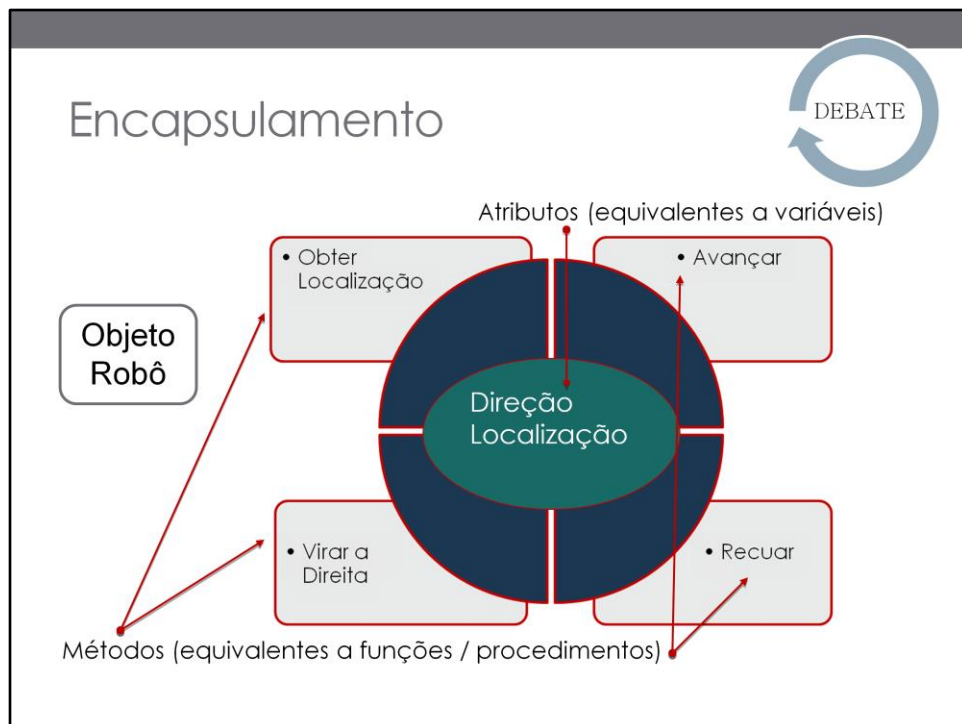 Encapsulamento
DEBATE
Atributos (equivalentes a variáveis)
• Obter
Localização
• Avançar
Objeto
Robô
Direção
Localização
• Virar a
Direita
• Recuar
Métodos (equivalentes a funções / procedimentos)